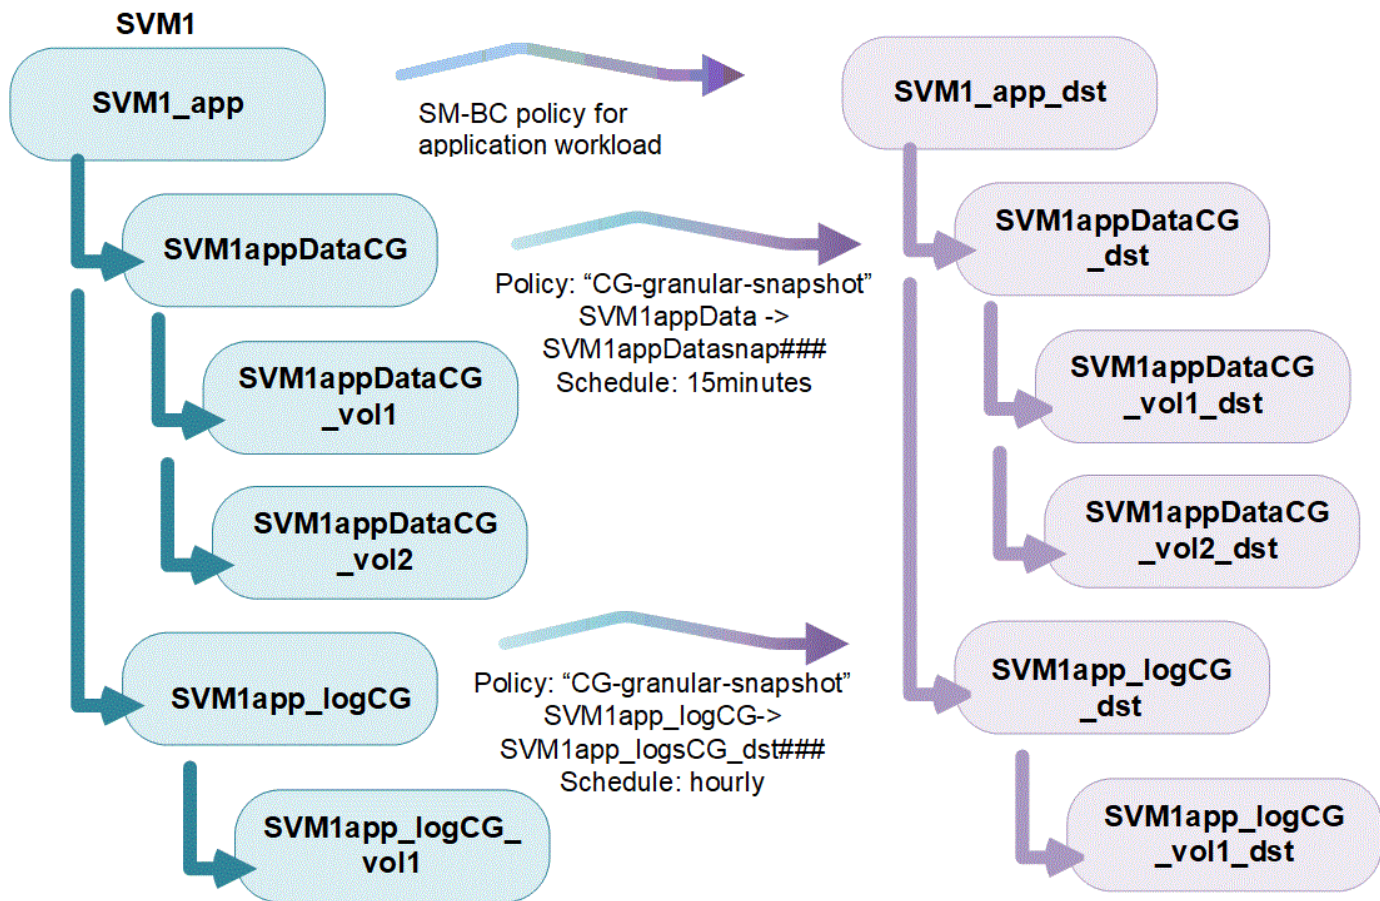 SVM1
SVM1_app
SM-BC policy for
application workload
SVM1_app_dst
SVM1appDataCG
Policy: “CG-granular-snapshot”
SVM1appData ->
SVM1appDatasnap###
Schedule: 15minutes
SVM1appDataCG
_dst
SVM1appDataCG
_vol1
SVM1appDataCG
_vol1_dst
SVM1appDataCG
_vol2
SVM1appDataCG
_vol2_dst
SVM1app_logCG
Policy: “CG-granular-snapshot”
SVM1app_logCG->
SVM1app_logsCG_dst###
Schedule: hourly
SVM1app_logCG
_dst
SVM1app_logCG_
vol1
SVM1app_logCG
_vol1_dst